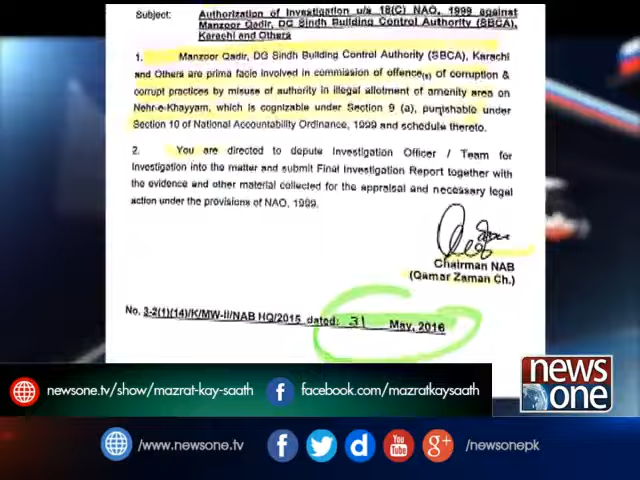 Subject: Authorization of Investigation u/s 18(C) NAO, 1999 against
Manzoor Qadir, DG Sindh Building Control Authority (SBCA),
Karachi and Others
1. Manzoor Qadir, DG Sindh Building Control Authority (SBCA), Karachi
and Others are prima facie involved in commission of offence(s) of corruption &
corrupt practices by misuse of authority in illegal allotment of amenity area on
Nehr-e-Khayyam, which is cognizable under Section 9 (a), punishable under
Section 10 of National Accountability Ordinance, 1999 and schedule thereto.
2. You are directed to depute Investigation Officer / Team for
Investigation into the matter and submit Final Investigation Report together with
the evidence and other material collected for the appraisal and necessary legal
action under the provisions of NAO, 1999.
Chairman NAB
(Qamar Zaman Ch.)
No. 3-2(1)(14)/K/MW-II/NAB HQ/2015 dated: 31 May, 2016
newsone.tv/show/mazrat-kay-saath
facebook.com/mazratkaysaath
news
one
/www.newsone.tv
f
d
You
Tube
g+
/newsonepk